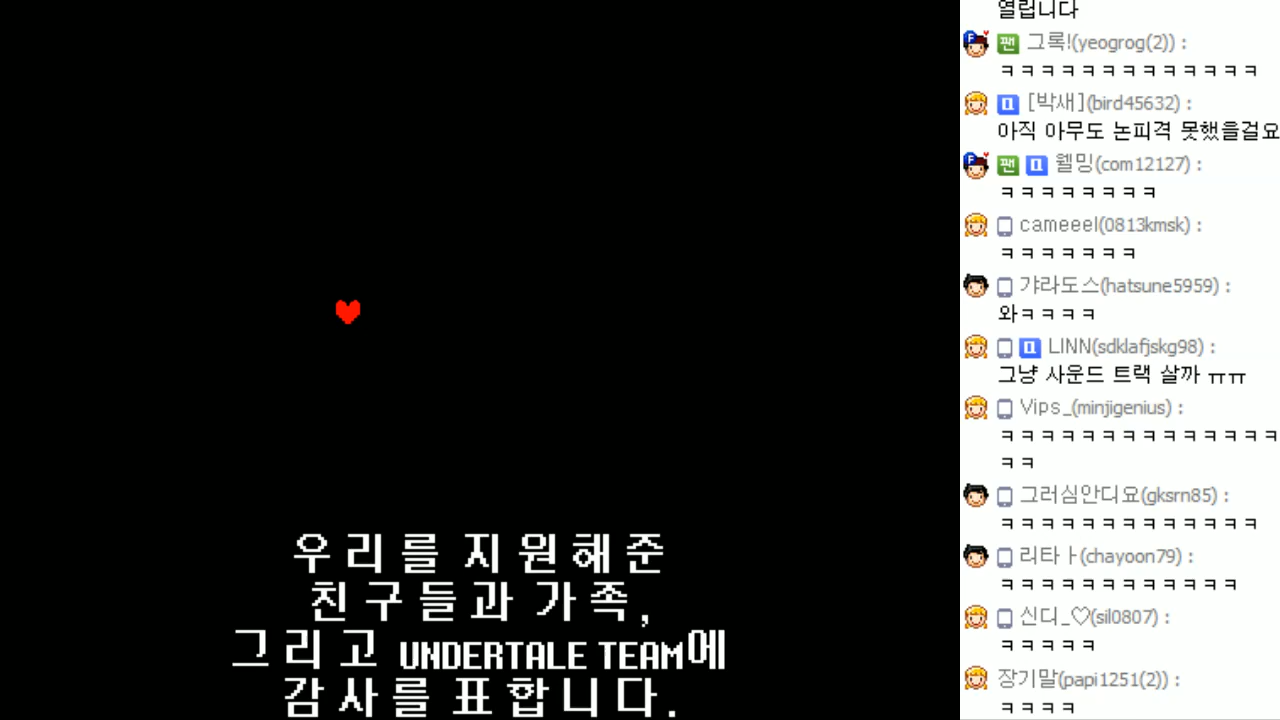 우리를 지원해준
친구들과 가족,
그리고 UNDERTALE TEAM에
감사를 표합니다.
열립니다
팬 그록!(yeogrog(2)) :
ㅋㅋㅋㅋㅋㅋㅋㅋㅋㅋㅋㅋㅋ
[박새](bird45632) :
아직 아무도 논피격 못했을걸요
팬 웰밍(com12127) :
ㅋㅋㅋㅋㅋㅋㅋㅋ
cameeel(0813kmsk) :
ㅋㅋㅋㅋㅋㅋㅋ
갸라도스(hatsune5959) :
와ㅋㅋㅋㅋ
LINN(sdklafjskg98) :
그냥 사운드 트랙 살까 ㅠㅠ
Vips_(minjigenius) :
ㅋㅋㅋㅋㅋㅋㅋㅋㅋㅋㅋㅋㅋㅋ
ㅋㅋ
그러심안디요(gksrn85) :
ㅋㅋㅋㅋㅋㅋㅋㅋㅋㅋㅋㅋㅋ
리타ㅏ(chayoon79) :
ㅋㅋㅋㅋㅋㅋㅋㅋㅋㅋㅋㅋ
신디_♡(sil0807) :
ㅋㅋㅋㅋㅋ
장기말(papi1251(2)) :
ㅋㅋㅋㅋ